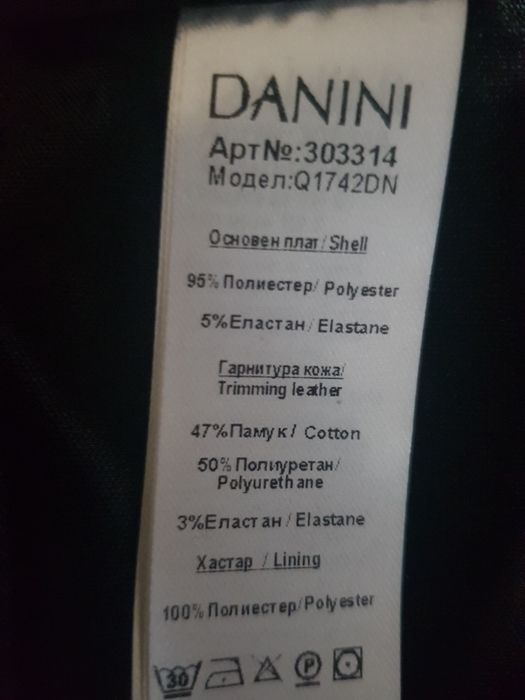 DANINI
Арт№:303314
Модел:Q1742DN
Основен плат/Shell
95% Полиестер/ Polyester
5%Еластан/ Elastane
Гарнитура кожа/
Trimming leather
47%Памук/ Cotton
50% Полиуретан/
Polyurethane
3%Еластан/Elastane
Хастар / Lining
100% Полиестер/Polyester
30 P